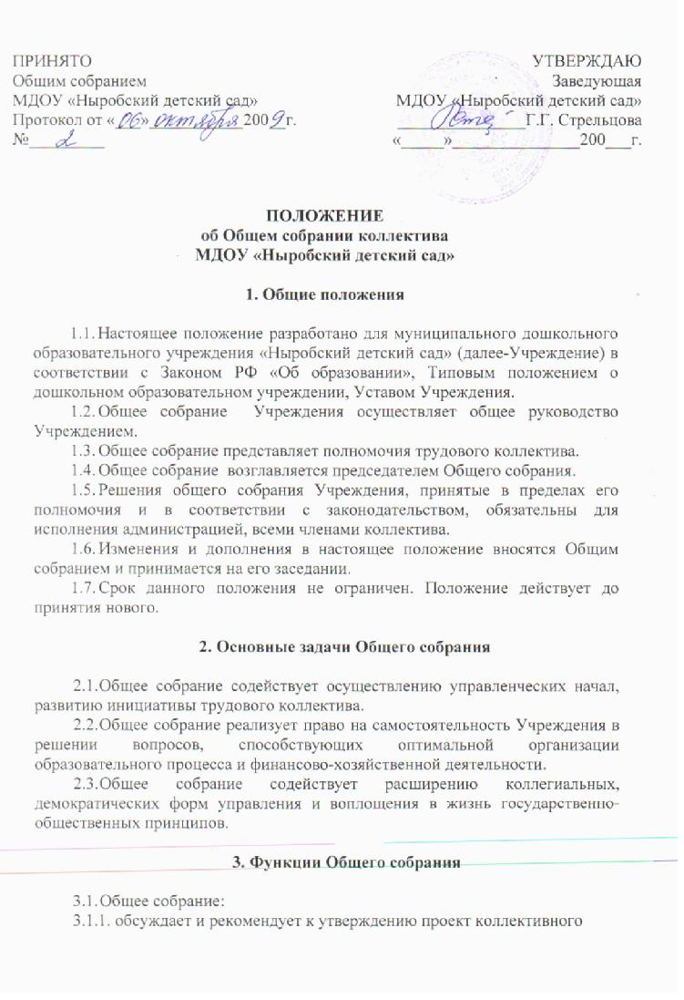 ПРИНЯТО
Общим собранием
МДОУ «Ныробский детский сад»
Протокол от «06» октября 2009 г.
№ 2
УТВЕРЖДАЮ
Заведующая
МДОУ «Ныробский детский сад»
____________Г.Г. Стрельцова
«_____»_______________200___г.
ПОЛОЖЕНИЕ
об Общем собрании коллектива
МДОУ «Ныробский детский сад»
1. Общие положения
1.1. Настоящее положение разработано для муниципального дошкольного
образовательного учреждения «Ныробский детский сад» (далее-Учреждение) в
соответствии с Законом РФ «Об образовании», Типовым положением о
дошкольном образовательном учреждении, Уставом Учреждения.
1.2. Общее собрание Учреждения осуществляет общее руководство
Учреждением.
1.3. Общее собрание представляет полномочия трудового коллектива.
1.4. Общее собрание возглавляется председателем Общего собрания.
1.5. Решения общего собрания Учреждения, принятые в пределах его
полномочия и в соответствии с законодательством, обязательны для
исполнения администрацией, всеми членами коллектива.
1.6. Изменения и дополнения в настоящее положение вносятся Общим
собранием и принимается на его заседании.
1.7. Срок данного положения не ограничен. Положение действует до
принятия нового.
2. Основные задачи Общего собрания
2.1.Общее собрание содействует осуществлению управленческих начал,
развитию инициативы трудового коллектива.
2.2.Общее собрание реализует право на самостоятельность Учреждения в
решении вопросов, способствующих оптимальной организации
образовательного процесса и финансово-хозяйственной деятельности.
2.3.Общее собрание содействует расширению коллегиальных,
демократических форм управления и воплощения в жизнь государственно-
общественных принципов.
3. Функции Общего собрания
3.1. Общее собрание:
3.1.1. обсуждает и рекомендует к утверждению проект коллективного